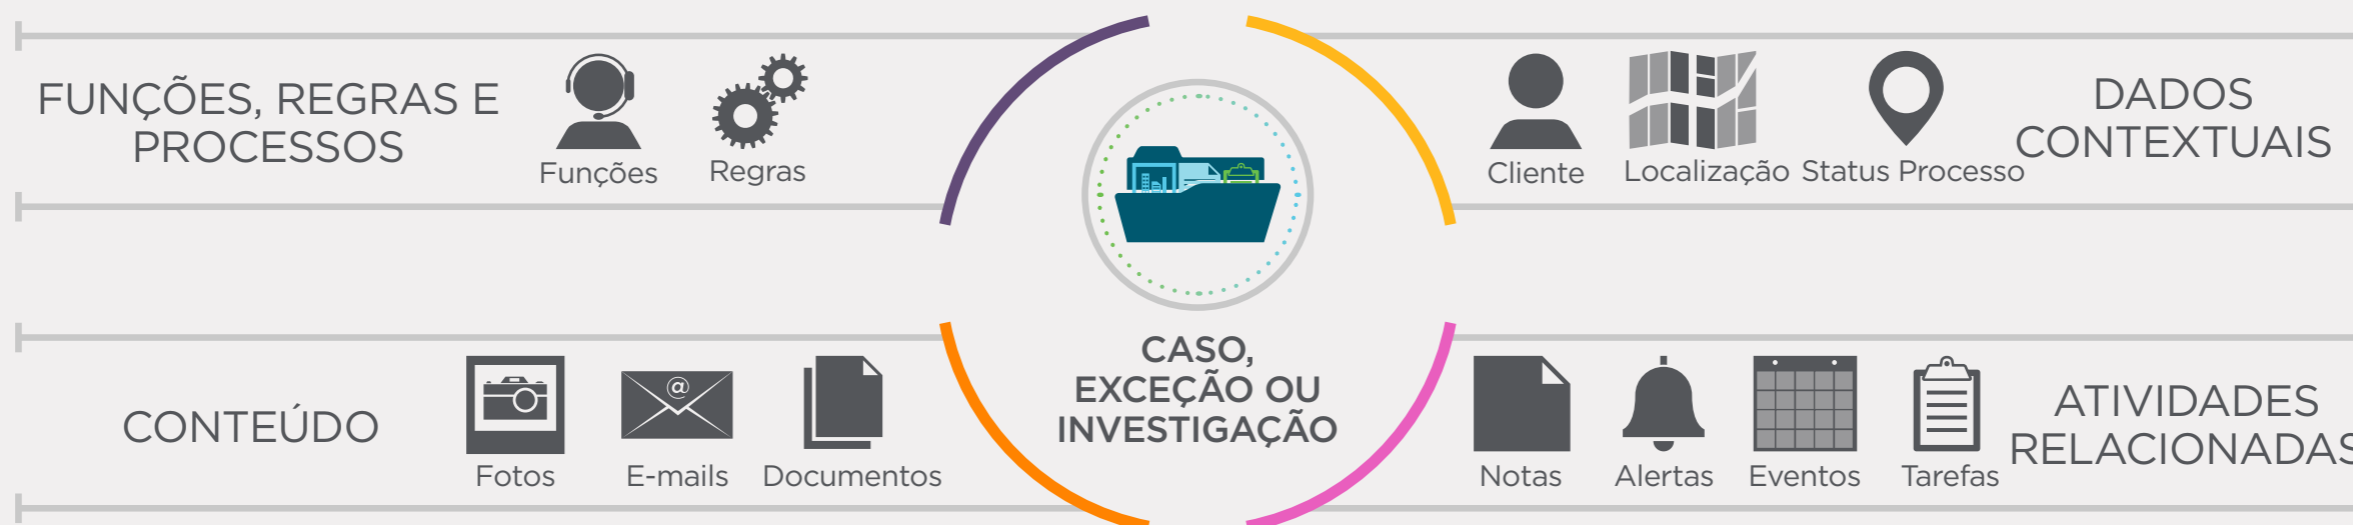 FUNÇÕES, REGRAS E
PROCESSOS
Funções
Regras
Cliente
Localização
Status Processo
DADOS
CONTEXTUAIS
CASO,
EXCEÇÃO OU
INVESTIGAÇÃO
CONTEÚDO
Fotos
@
E-mails
Documentos
Notas
Alertas
Eventos
Tarefas
ATIVIDADES
RELACIONADAS